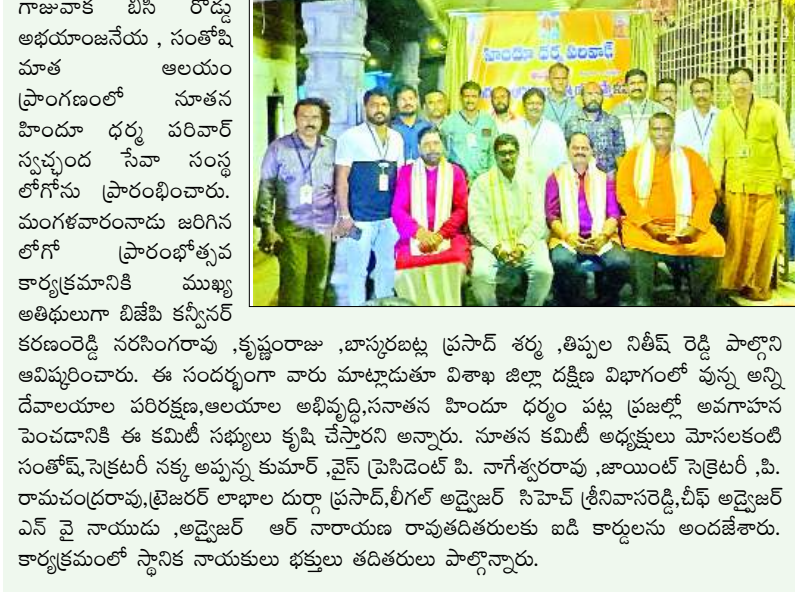 గాజువాక బీసీ రోడ్డు
అభయాంజనేయ , సంతోషి
మాత ఆలయం
ప్రాంగణంలో నూతన
హిందూ ధర్మ పరివార్
స్వచ్ఛంద సేవా సంస్థ
లోగోను ప్రారంభించారు.
మంగళవారంనాడు జరిగిన
లోగో ప్రారంభోత్సవ
కార్యక్రమానికి ముఖ్య
అతిథులుగా బిజేపి కన్వీనర్
కరణంరెడ్డి నరసింగరావు ,కృష్ణంరాజు ,బాస్కరబట్ల ప్రసాద్ శర్మ ,తిప్పల నితీష్ రెడ్డి పాల్గొని
ఆవిష్కరించారు. ఈ సందర్భంగా వారు మాట్లాడుతూ విశాఖ జిల్లా దక్షిణ విభాగంలో వున్న అన్ని
దేవాలయాల పరిరక్షణ,ఆలయాల అభివృద్ధి,సనాతన హిందూ ధర్మం పట్ల ప్రజల్లో అవగాహన
పెంచడానికి ఈ కమిటీ సభ్యులు కృషి చేస్తారని అన్నారు. నూతన కమిటీ అధ్యక్షులు మోసలకంటి
సంతోష్,సెక్రటరీ నక్క అప్పన్న కుమార్ ,వైస్ ప్రెసిడెంట్ పి. నాగేశ్వరరావు ,జాయింట్ సెక్రెటరీ ,పి.
రామచంద్రరావు,ట్రెజరర్ లాభాల దుర్గా ప్రసాద్,లీగల్ అడ్వైజర్ సిహెచ్ శ్రీనివాసరెడ్డి,చీఫ్ అడ్వైజర్
ఎన్ వై నాయుడు ,అడ్వైజర్ ఆర్ నారాయణ రావుతదితరులకు ఐడి కార్డులను అందజేశారు.
కార్యక్రమంలో స్థానిక నాయకులు భక్తులు తదితరులు పాల్గొన్నారు.
హిందూ ధర్మ పరివార్